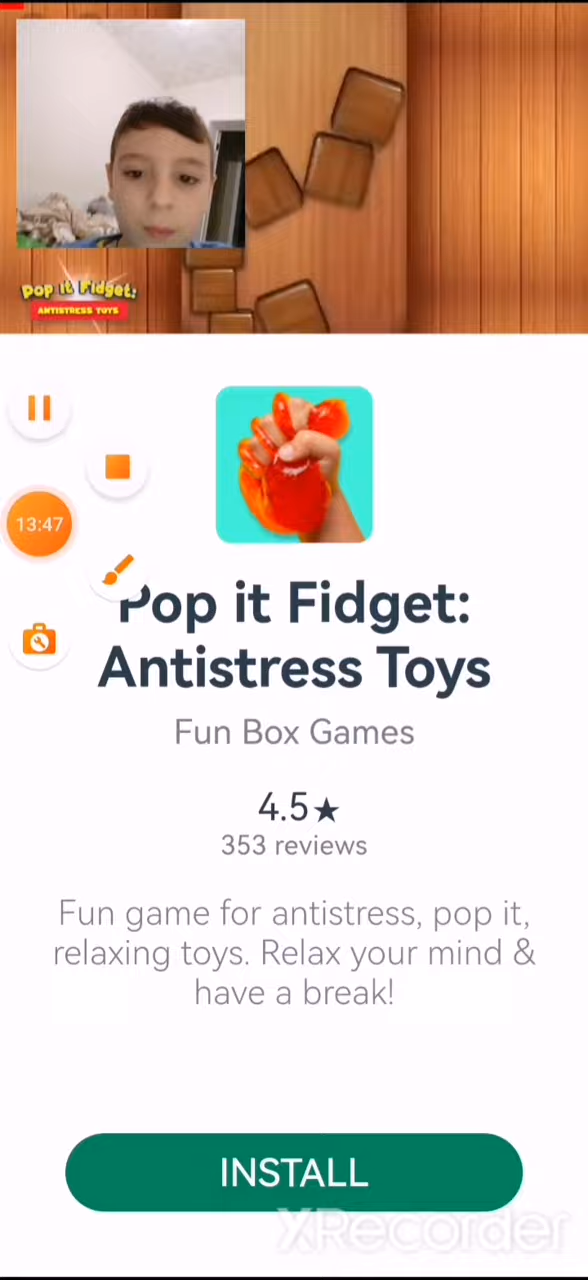 Pop It Fidget:
ANTISTRESS TOYS
13:47
Pop it Fidget:
Antistress Toys
Fun Box Games
4.5★
353 reviews
Fun game for antistress, pop it,
relaxing toys. Relax your mind &
have a break!
INSTALL
XRecorder